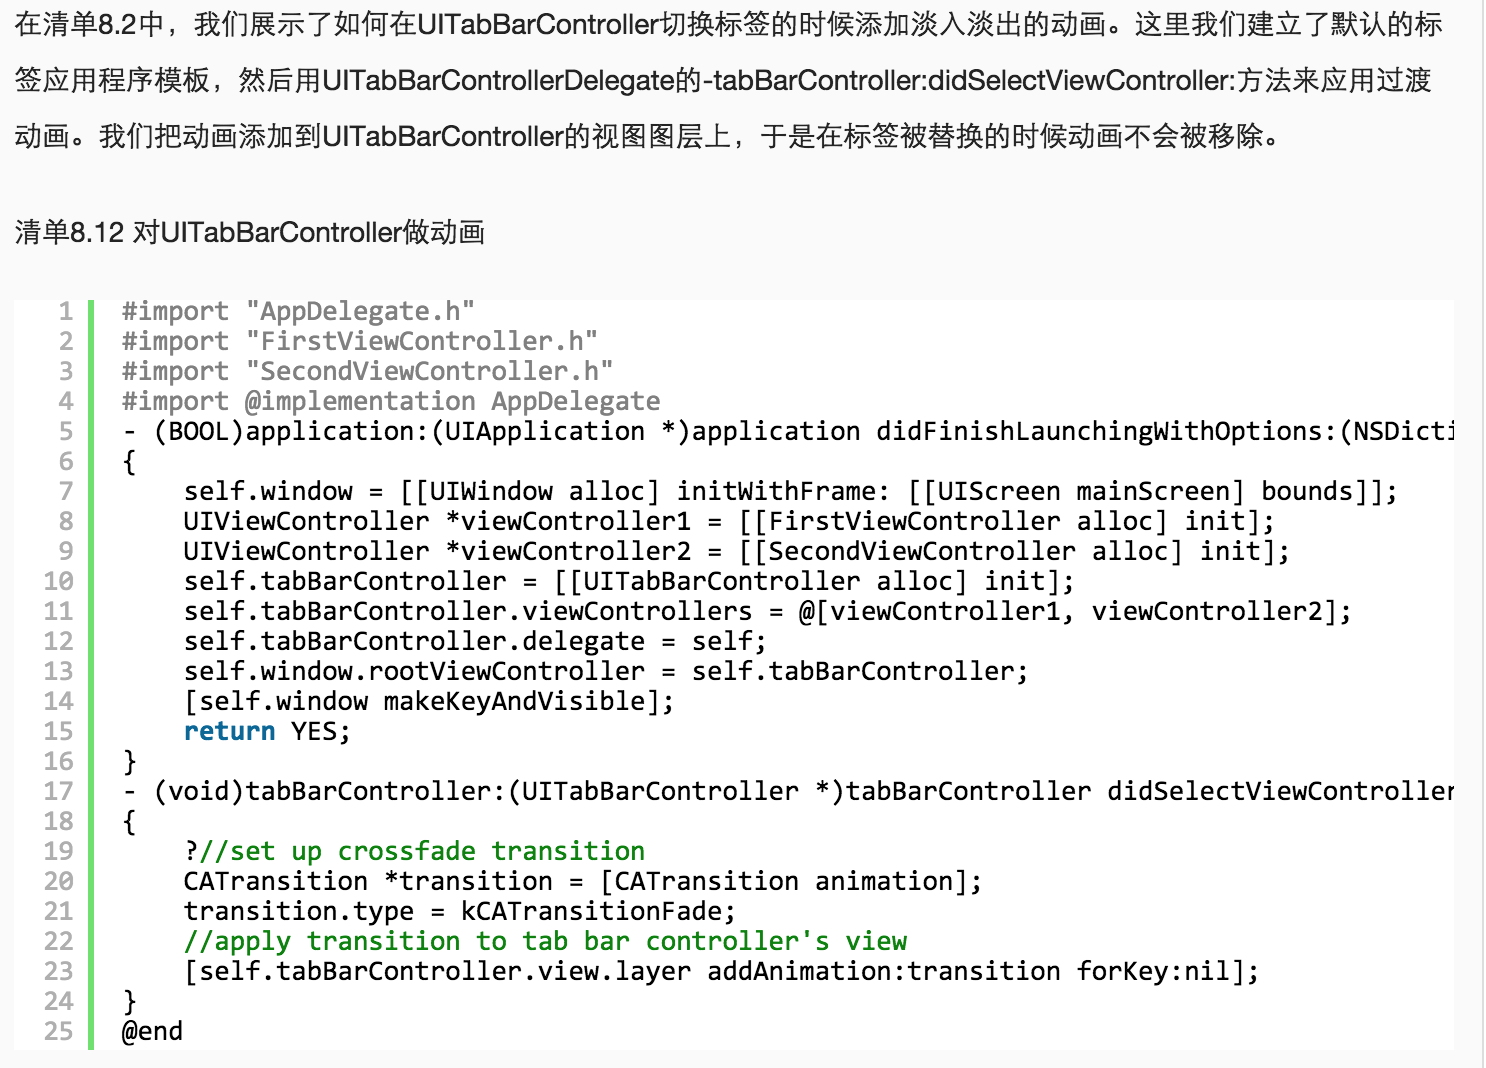 在清单8.2中，我们展示了如何在UITabBarController切换标签的时候添加淡入淡出的动画。这里我们建立了默认的标
签应用程序模板，然后用UITabBarControllerDelegate的-tabBarController:didSelectViewController:方法来应用过渡
动画。我们把动画添加到UITabBarController的视图图层上，于是在标签被替换的时候动画不会被移除。
清单8.12 对UITabBarController做动画
1 #import "AppDelegate.h"
2 #import "FirstViewController.h"
3 #import "SecondViewController.h"
4 #import @implementation AppDelegate
5 - (BOOL)application:(UIApplication *)application didFinishLaunchingWithOptions:(NSDicti
6 {
7 self.window = [[UIWindow alloc] initWithFrame: [[UIScreen mainScreen] bounds]];
8 UIViewController *viewController1 = [[FirstViewController alloc] init];
9 UIViewController *viewController2 = [[SecondViewController alloc] init];
10 self.tabBarController = [[UITabBarController alloc] init];
11 self.tabBarController.viewControllers = @[viewController1, viewController2];
12 self.tabBarController.delegate = self;
13 self.window.rootViewController = self.tabBarController;
14 [self.window makeKeyAndVisible];
15 return YES;
16 }
17 - (void)tabBarController:(UITabBarController *)tabBarController didSelectViewController
18 {
19 ?//set up crossfade transition
20 CATransition *transition = [CATransition animation];
21 transition.type = kCATransitionFade;
22 //apply transition to tab bar controller's view
23 [self.tabBarController.view.layer addAnimation:transition forKey:nil];
24 }
25 @end